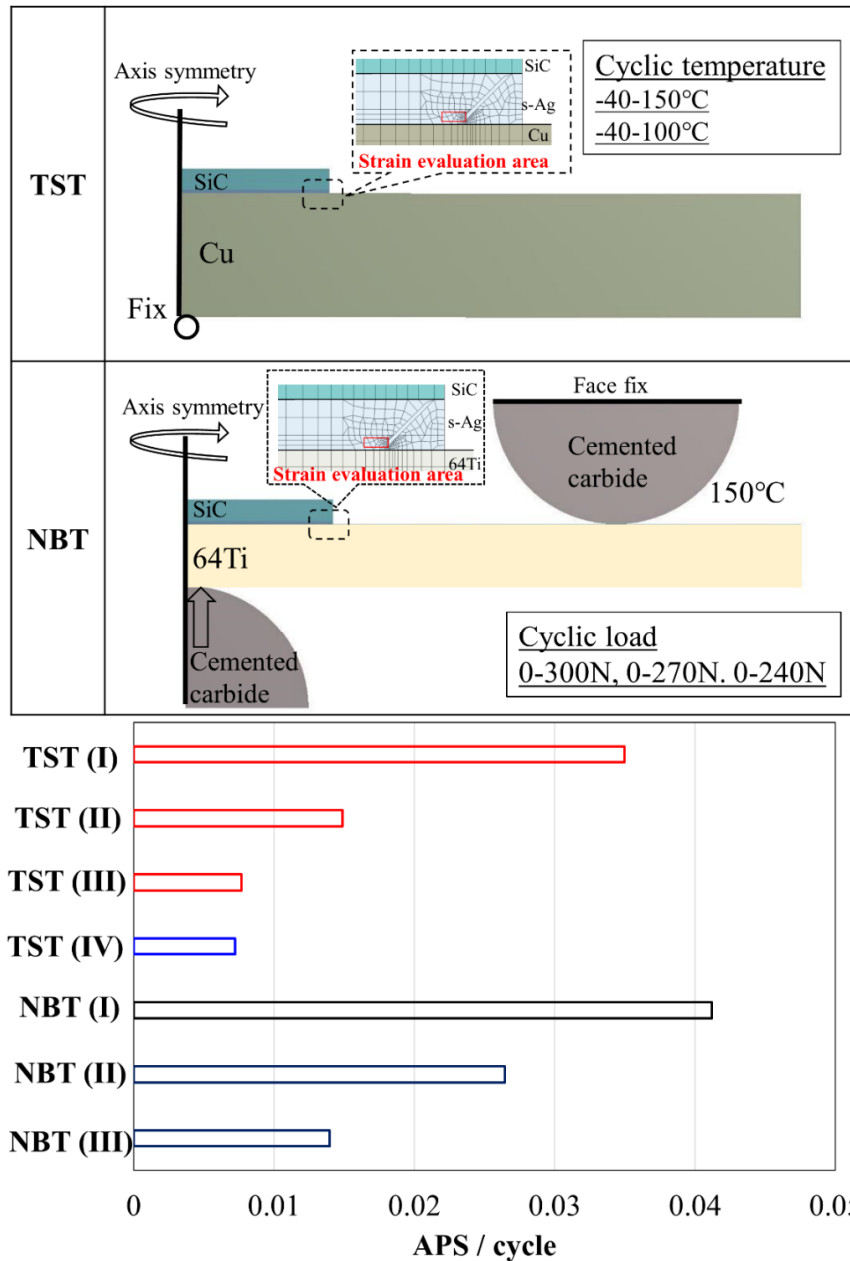 TST
Axis symmetry
SiC
s-Ag
Cu
Strain evaluation area
Cyclic temperature
-40-150℃
-40-100℃
SiC
Cu
Fix
NBT
Axis symmetry
SiC
s-Ag
64Ti
Strain evaluation area
Face fix
Cemented
carbide
150℃
SiC
64Ti
Cemented
carbide
Cyclic load
0-300N, 0-270N. 0-240N
TST (I)
TST (II)
TST (III)
TST (IV)
NBT (I)
NBT (II)
NBT (III)
0 0.01 0.02 0.03 0.04
APS / cycle